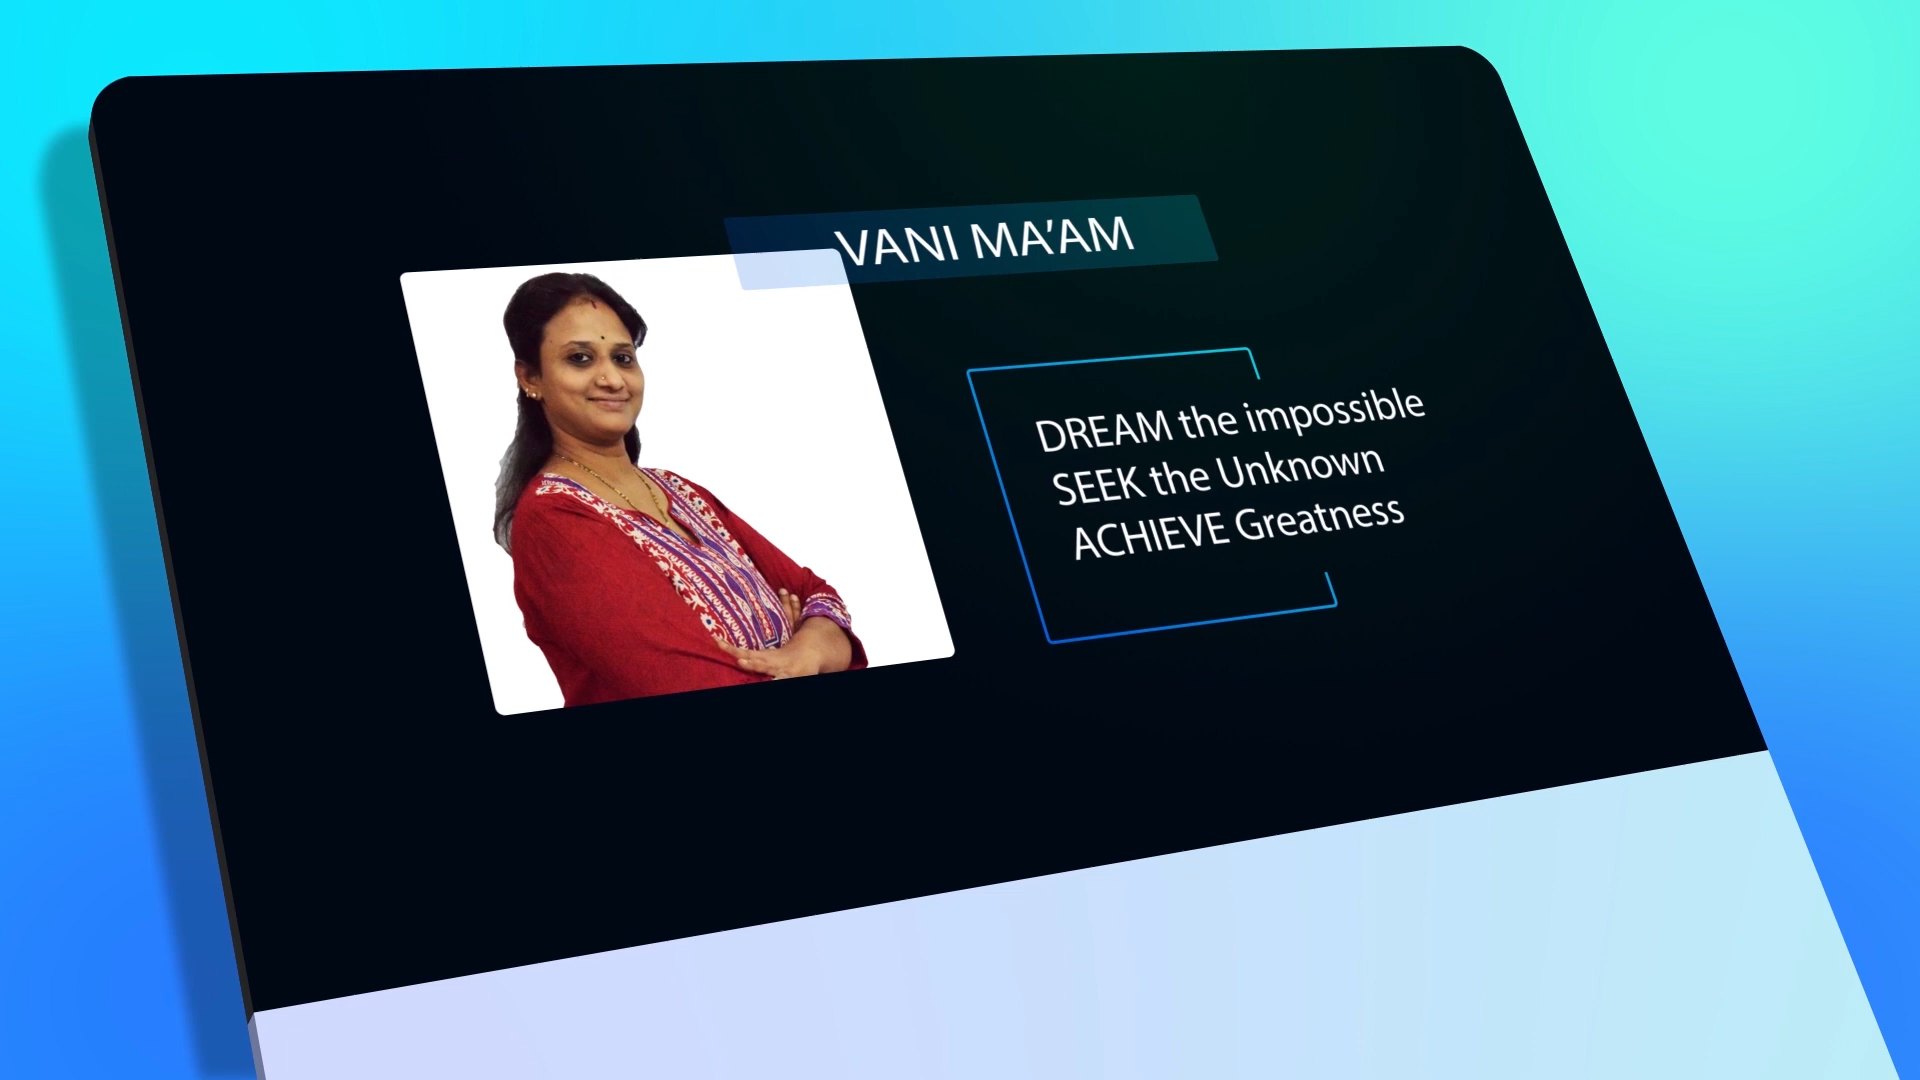 VANI MA’AM
DREAM the impossible
SEEK the Unknown
ACHIEVE Greatness